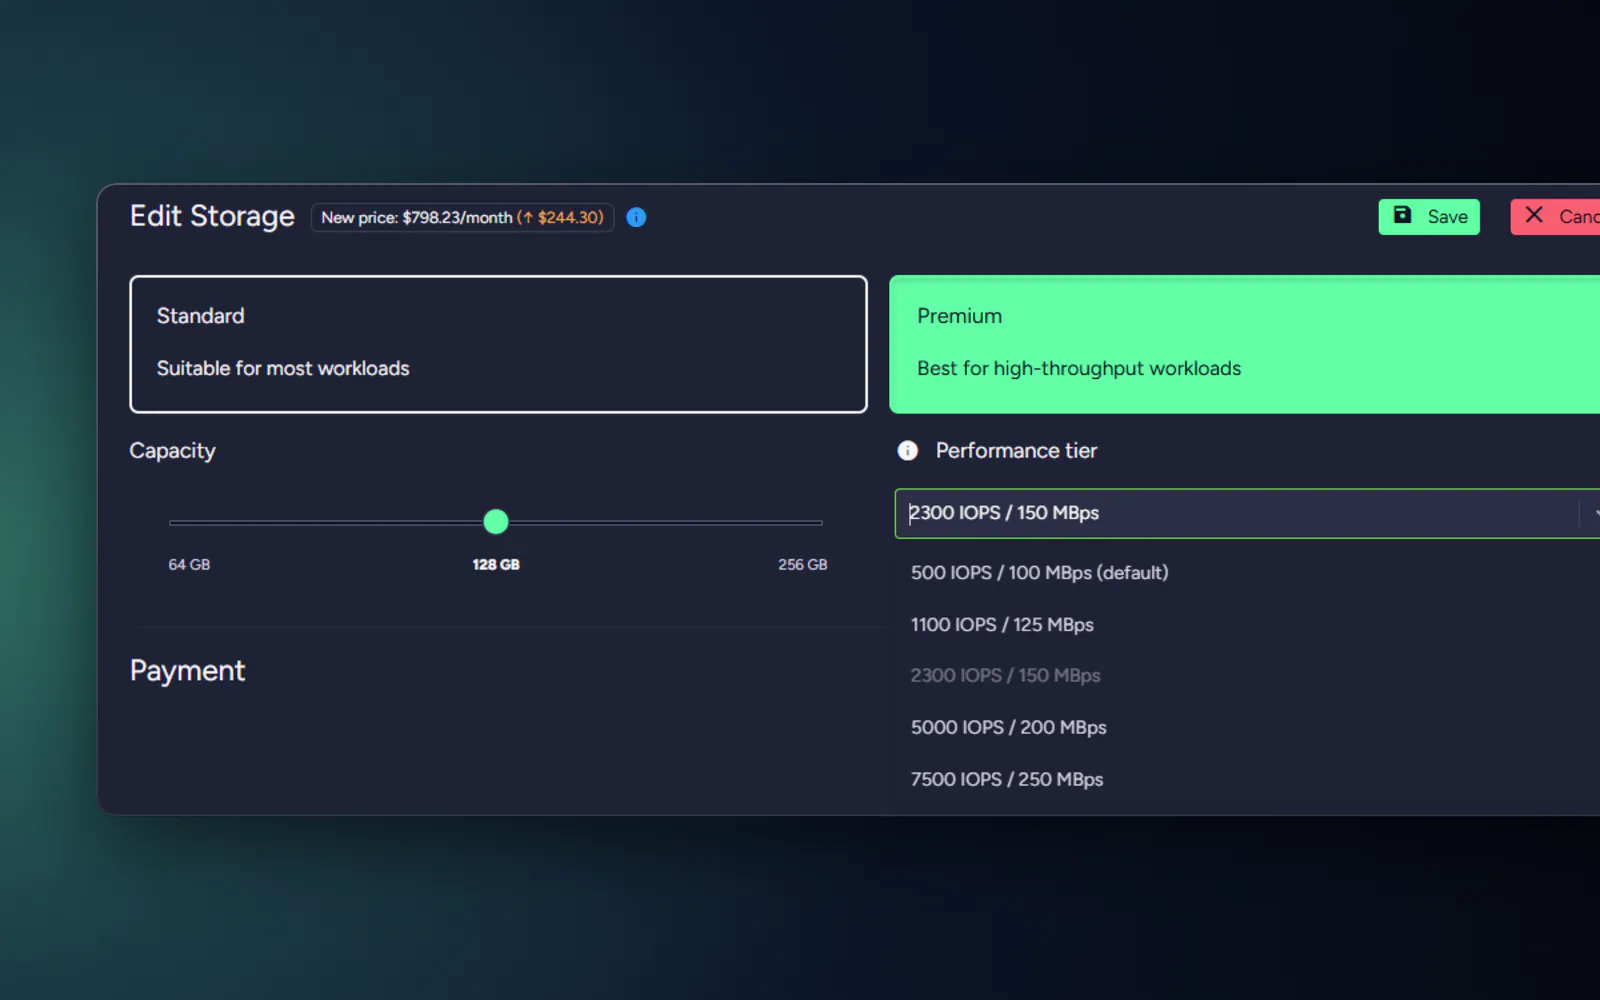 Edit Storage
New price: $798.23/month (↑ $244.30)
Save
Canc
Standard
Suitable for most workloads
Premium
Best for high-throughput workloads
Capacity
64 GB
128 GB
256 GB
Performance tier
2300 IOPS / 150 MBps
500 IOPS / 100 MBps (default)
1100 IOPS / 125 MBps
2300 IOPS / 150 MBps
5000 IOPS / 200 MBps
7500 IOPS / 250 MBps
Payment